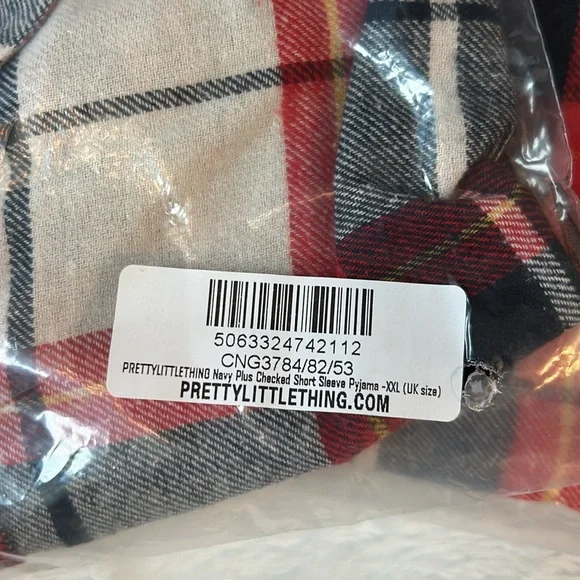 5063324742112
CNG3784/82/53
PRETTYLITTLETHING Navy Plus Checked Short Sleeve Pyjama -XXL (UK size)
PRETTYLITTLETHING.COM